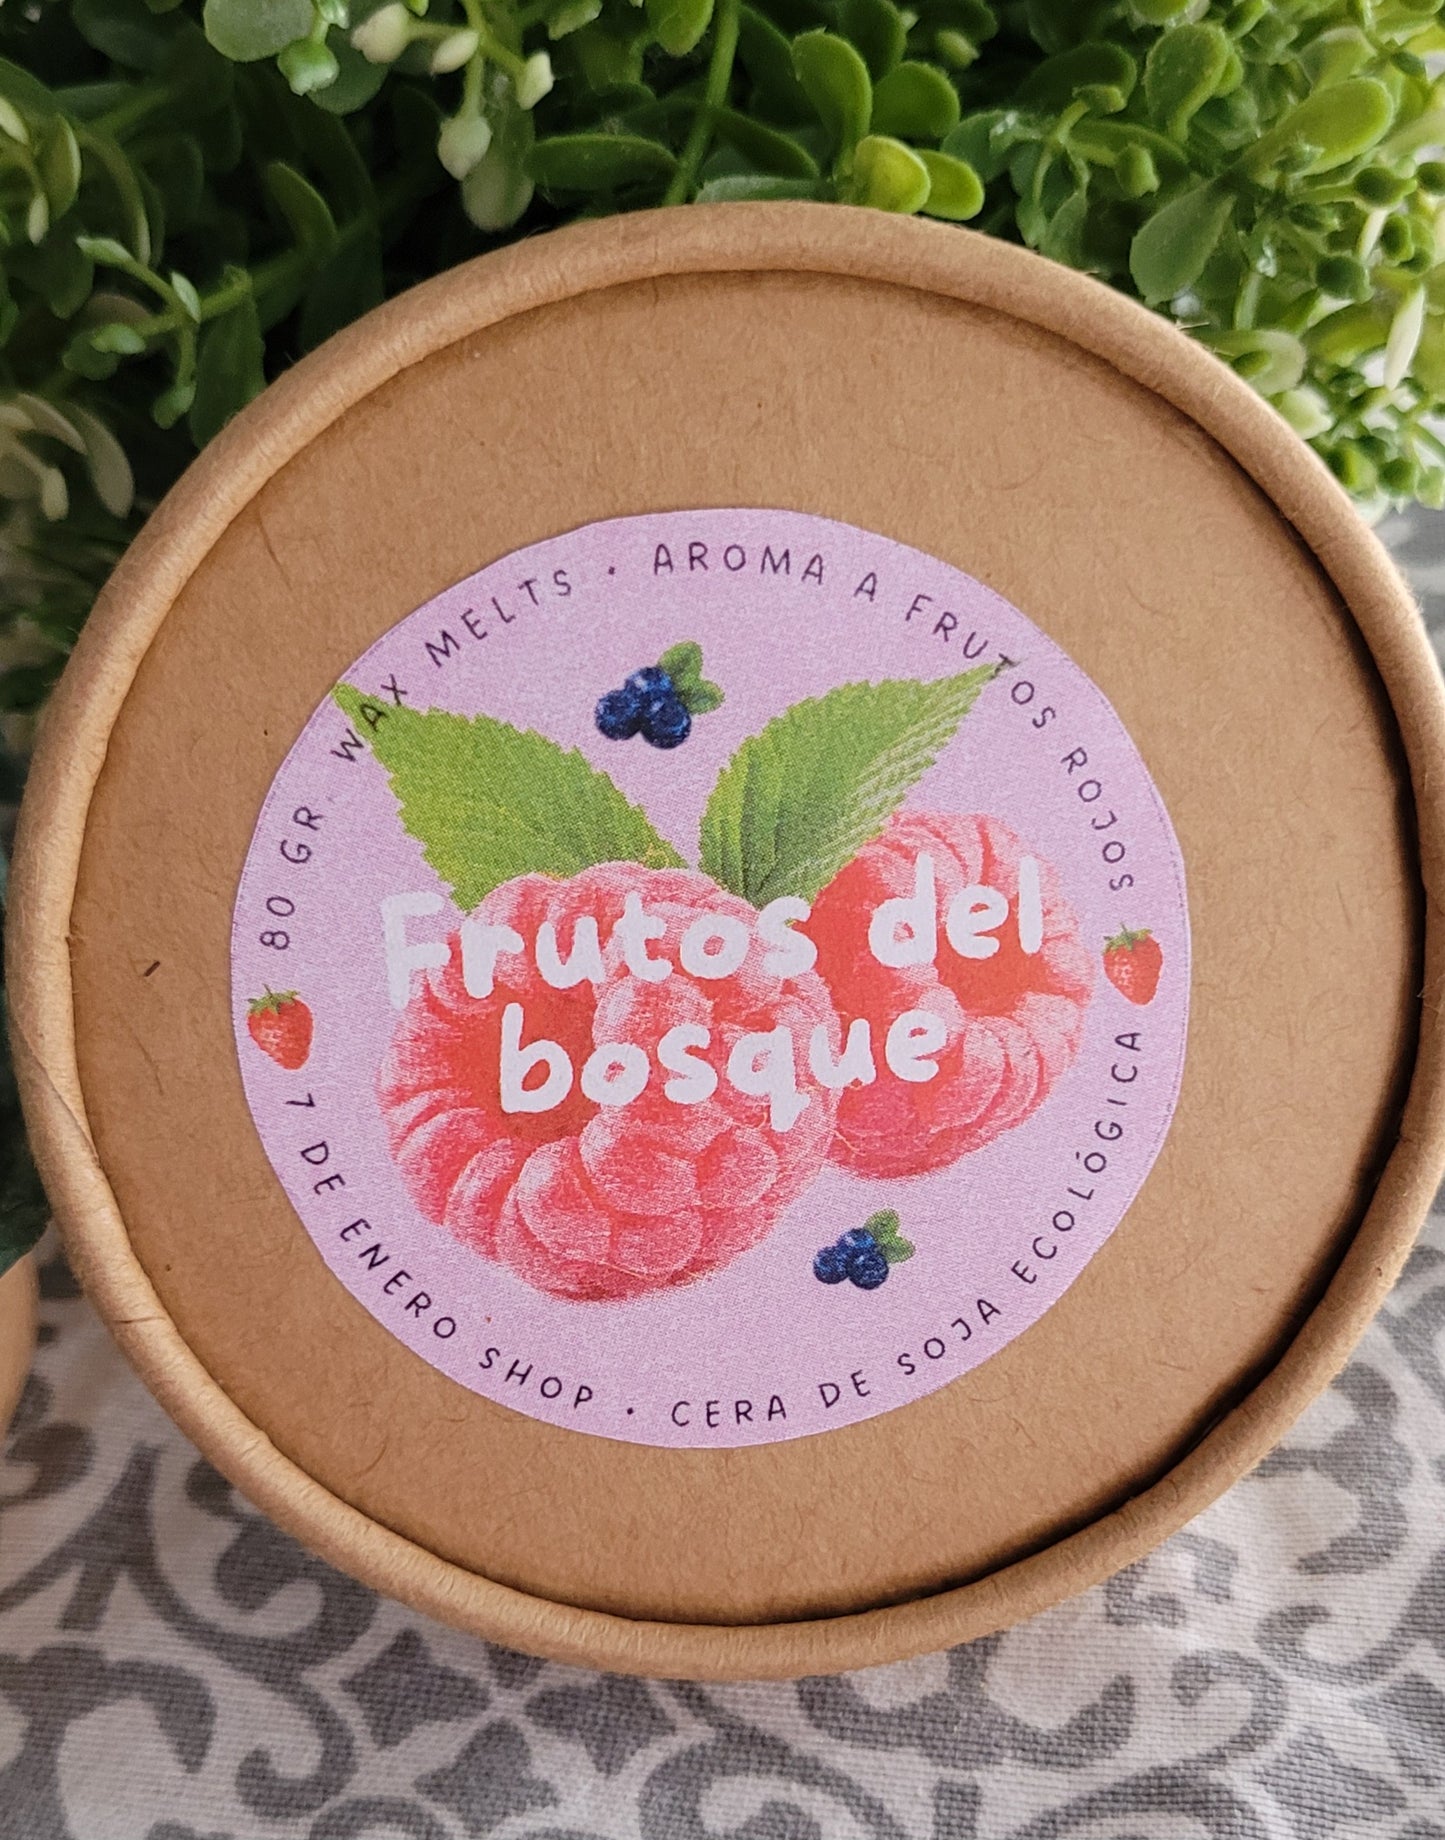 80 GR WAX MELTS · AROMA A FRUTOS ROJOS
Frutos del
bosque
7 DE ENERO SHOP · CERA DE SOJA ECOLÓGICA